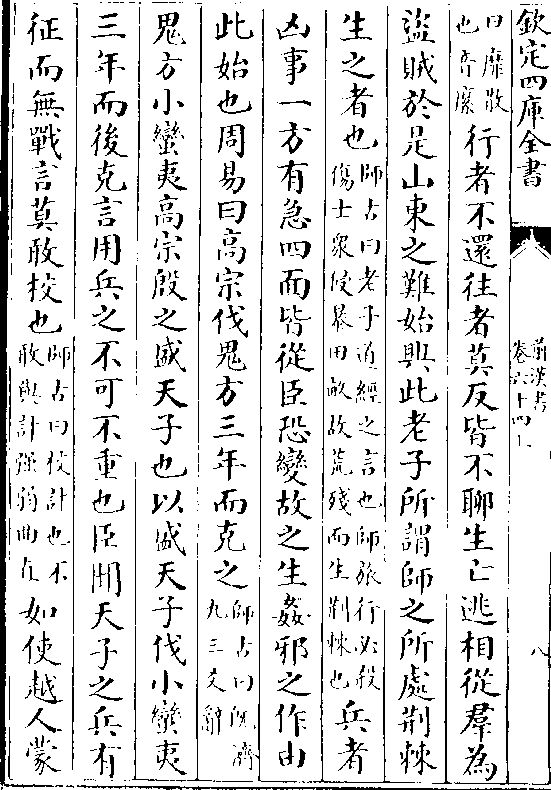 欽定四庫全書
前漢書
卷六十四上
八
曰靡散
也音縻行者不還往者莫反皆不聊生亡逃相從羣為
盜賊於是山東之難始興此老子所謂師之所處荆棘
生之者也師古曰老子道經之言也師旅行必殺
傷士衆侵暴田畝故荒殘而生荆棘也兵者
凶事一方有急四面皆從臣恐變故之生姦邪之作由
此始也周易曰高宗伐鬼方三年而克之師古曰既濟
九三爻辭
鬼方小蠻夷高宗殷之盛天子也以盛天子伐小蠻夷
三年而後克言用兵之不可不重也臣聞天子之兵有
征而無戰言莫敢校也師古曰校計也不
敢與計强弱曲直如使越人蒙